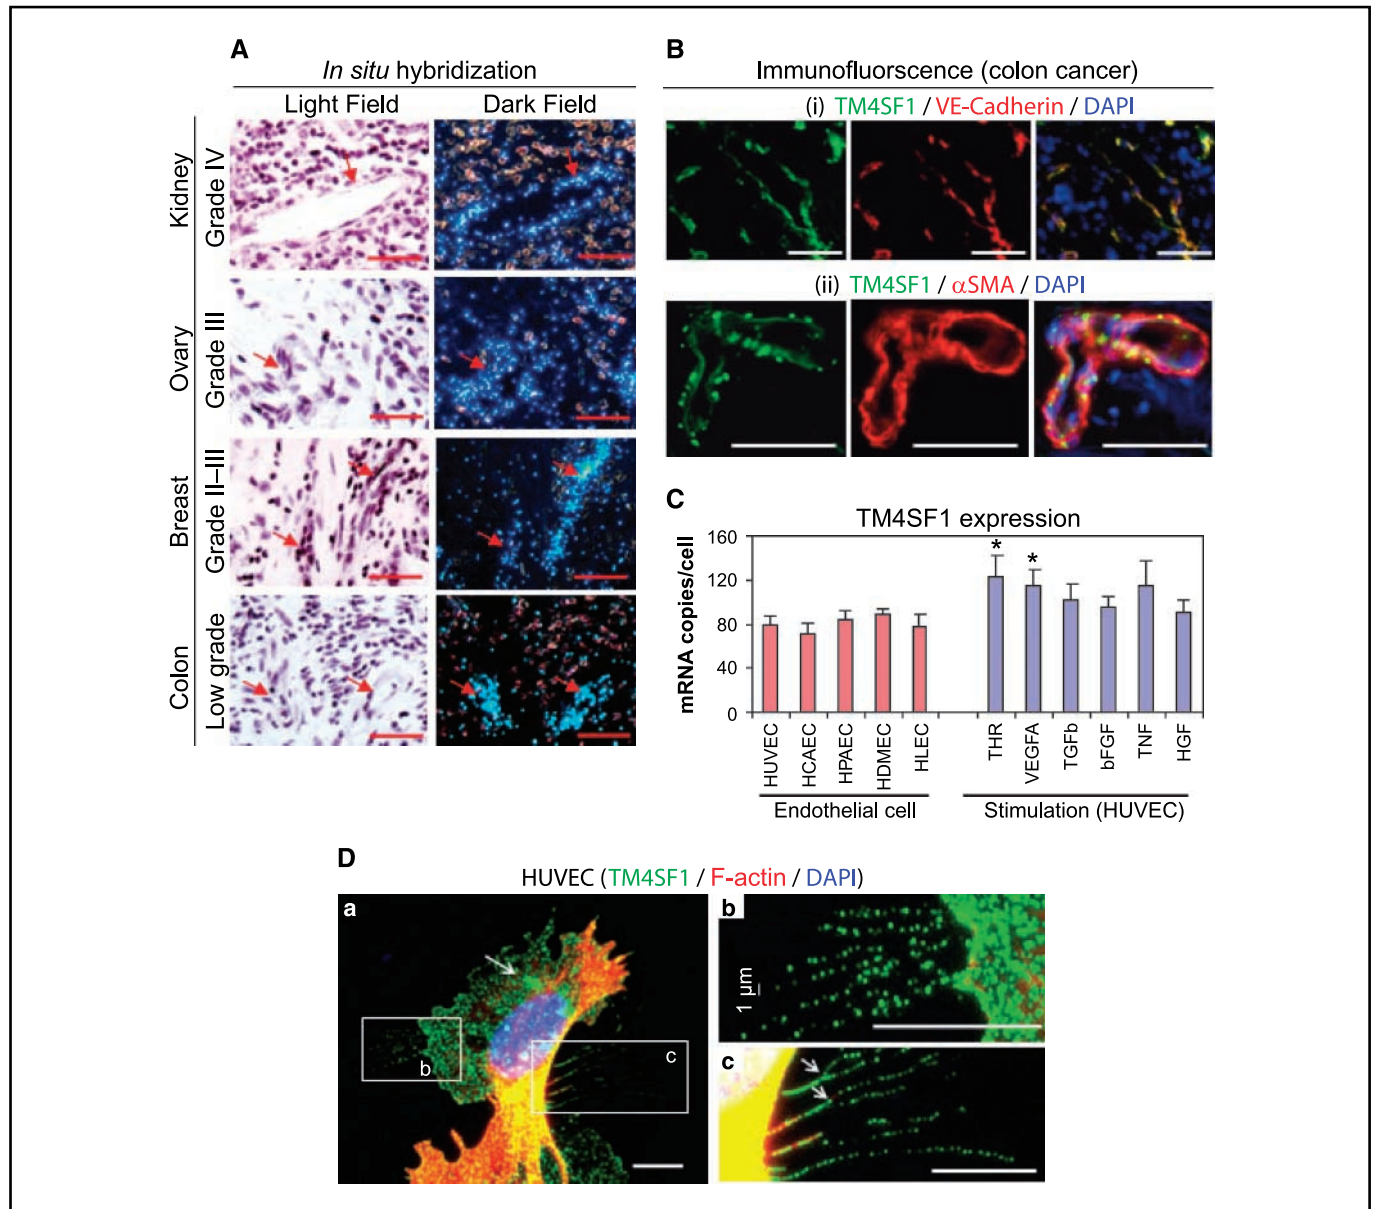 A
In situ hybridization
Light Field
Dark Field
Kidney
Grade IV
Ovary
Grade III
Breast
Grade II–III
Colon
Low grade
B
Immunofluorscence (colon cancer)
(i) TM4SF1 / VE-Cadherin / DAPI
(ii) TM4SF1 / αSMA / DAPI
C
TM4SF1 expression
mRNA copies/cell
160
120
80
40
0
* *
HUVEC
HCAEC
HPAEC
HDMEC
HLEC
THR
VEGFA
TGFb
bFGF
TNF
HGF
Endothelial cell
Stimulation (HUVEC)
D
HUVEC (TM4SF1 / F-actin / DAPI)
a
b
c
b
1 µm
c